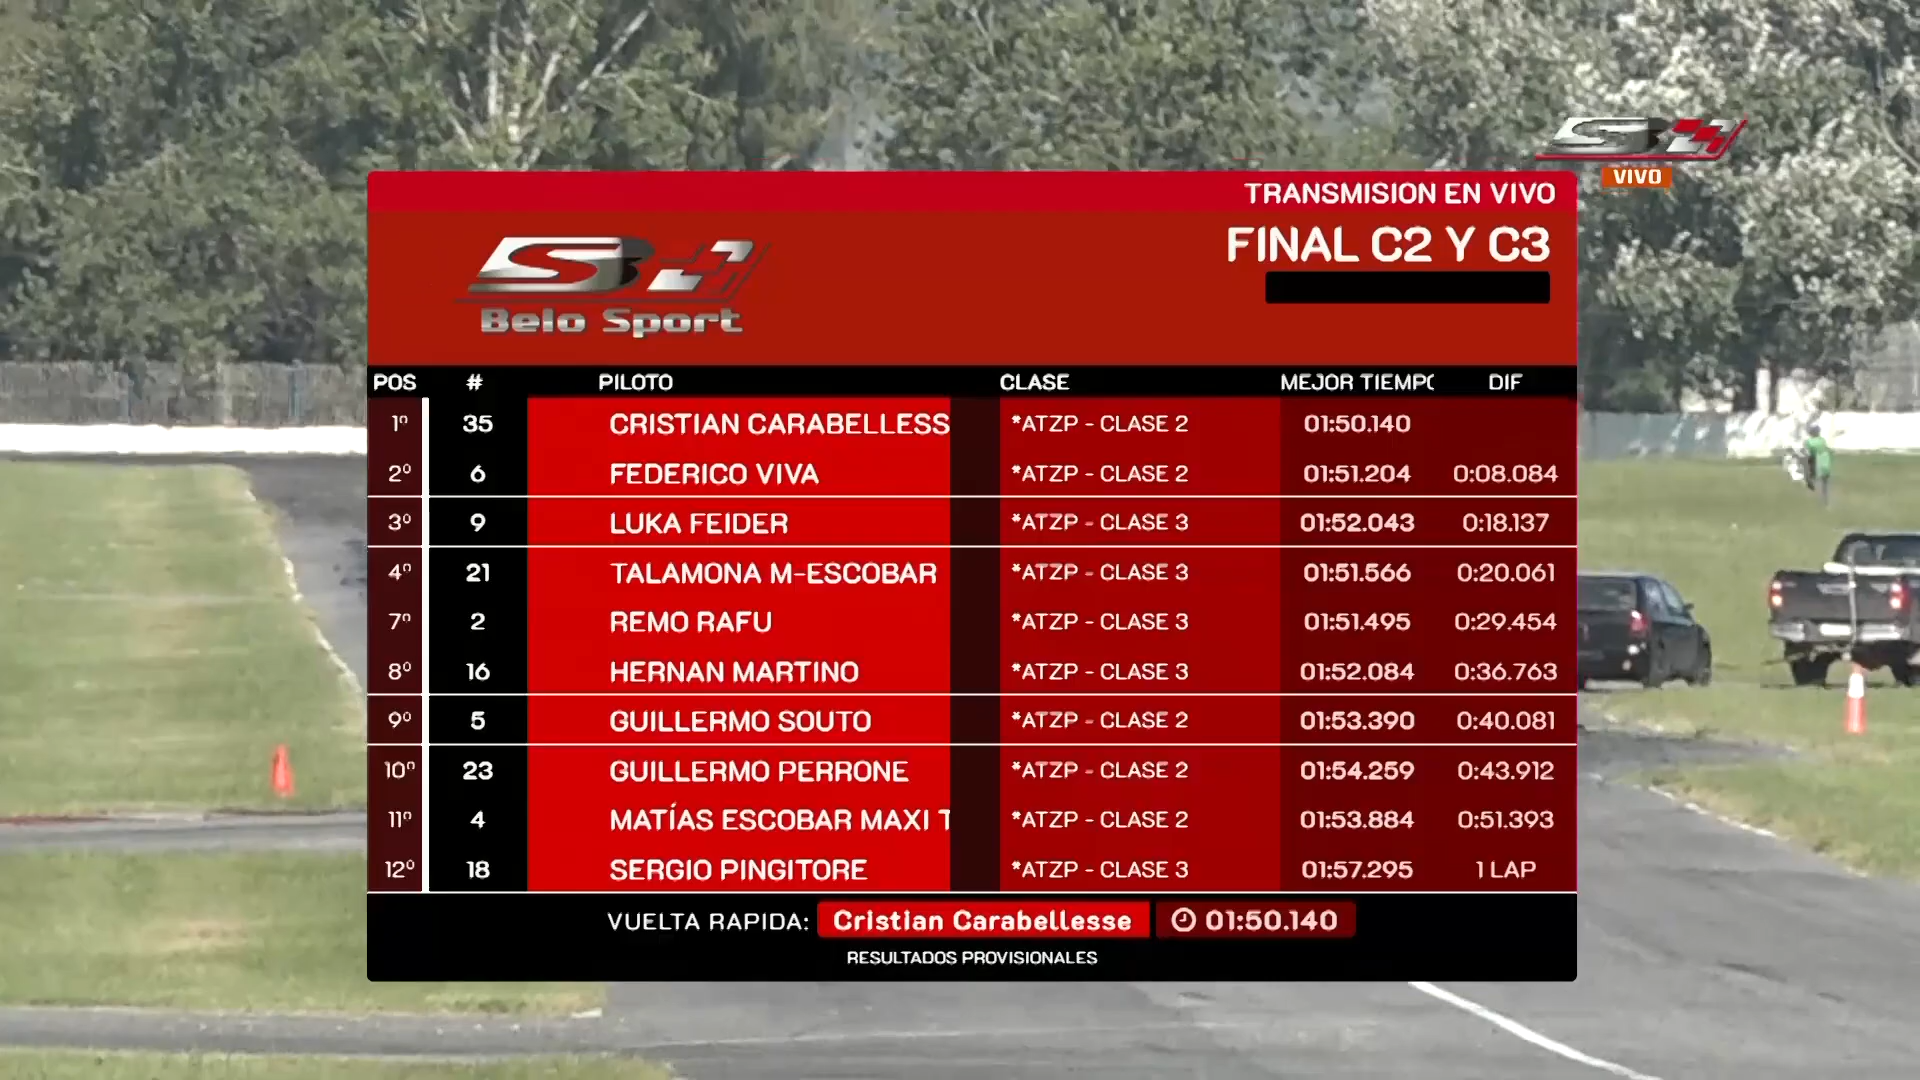 VIVO
TRANSMISION EN VIVO
FINAL C2 Y C3
Belo Sport
POS # PILOTO CLASE MEJOR TIEMPO DIF
1º 35 CRISTIAN CARABELLESS *ATZP - CLASE 2 01:50.140
2º 6 FEDERICO VIVA *ATZP - CLASE 2 01:51.204 0:08.084
3º 9 LUKA FEIDER *ATZP - CLASE 3 01:52.043 0:18.137
4º 21 TALAMONA M-ESCOBAR *ATZP - CLASE 3 01:51.566 0:20.061
7º 2 REMO RAFU *ATZP - CLASE 3 01:51.495 0:29.454
8º 16 HERNAN MARTINO *ATZP - CLASE 3 01:52.084 0:36.763
9º 5 GUILLERMO SOUTO *ATZP - CLASE 2 01:53.390 0:40.081
10º 23 GUILLERMO PERRONE *ATZP - CLASE 2 01:54.259 0:43.912
11º 4 MATÍAS ESCOBAR MAXI T *ATZP - CLASE 2 01:53.884 0:51.393
12º 18 SERGIO PINGITORE *ATZP - CLASE 3 01:57.295 1 LAP
VUELTA RAPIDA: Cristian Carabellesse 01:50.140
RESULTADOS PROVISIONALES